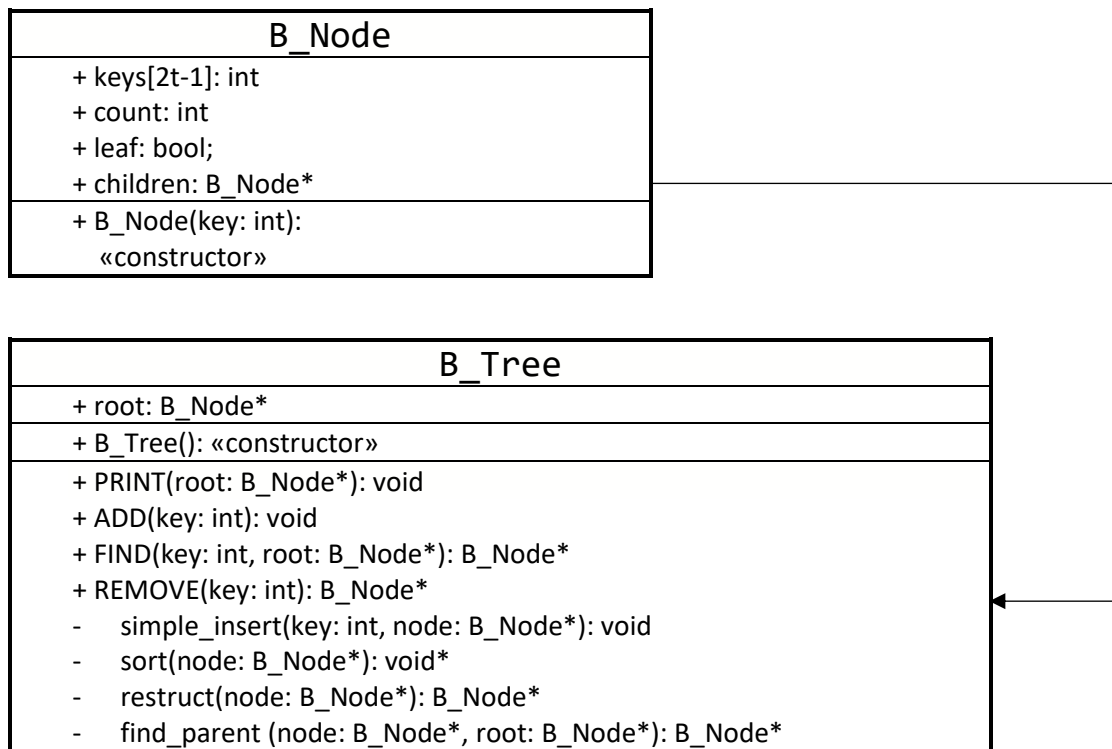 B_Node
+ keys[2t-1]: int
+ count: int
+ leaf: bool;
+ children: B_Node*
+ B_Node(key: int):
«constructor»
B_Tree
+ root: B_Node*
+ B_Tree(): «constructor»
+ PRINT(root: B_Node*): void
+ ADD(key: int): void
+ FIND(key: int, root: B_Node*): B_Node*
+ REMOVE(key: int): B_Node*
- simple_insert(key: int, node: B_Node*): void
- sort(node: B_Node*): void*
- restruct(node: B_Node*): B_Node*
- find_parent (node: B_Node*, root: B_Node*): B_Node*